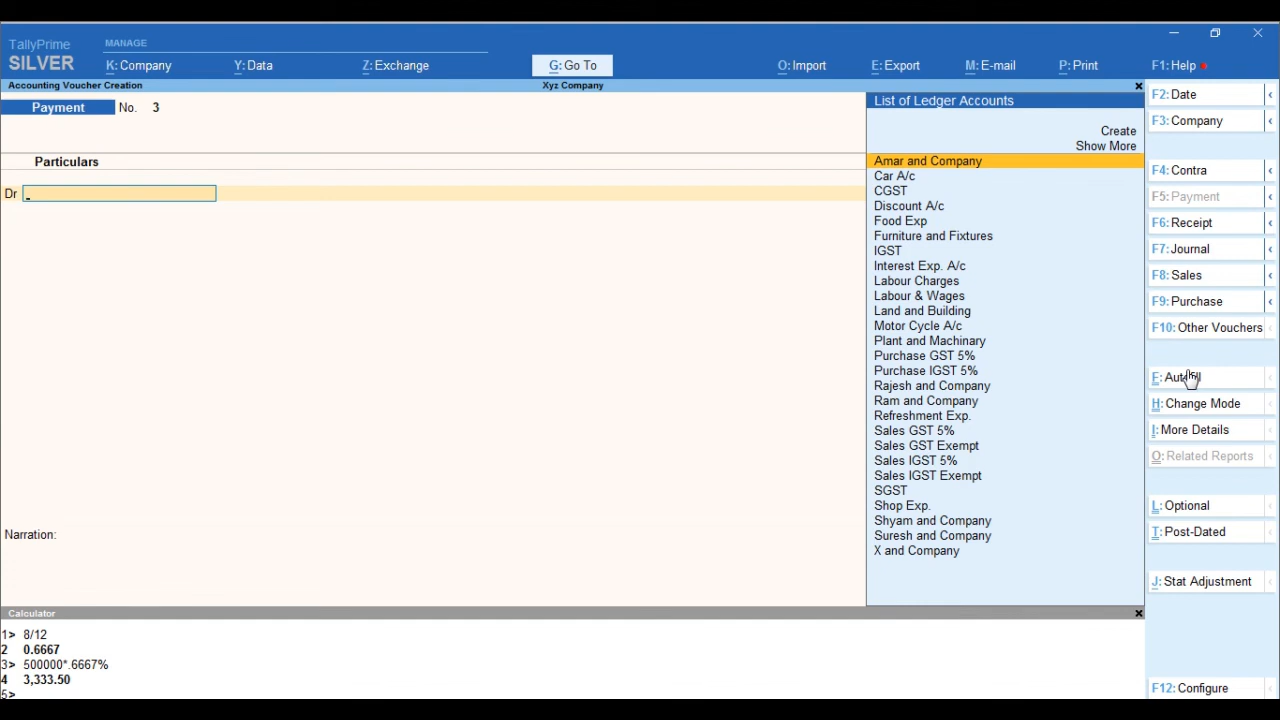 TallyPrime
MANAGE
SILVER
K: Company
Y: Data
Z: Exchange
G: Go To
O: Import
E: Export
M: E-mail
P: Print
F1: Help
Accounting Voucher Creation
Xyz Company
Payment No. 3
Particulars
Dr
Narration:
List of Ledger Accounts
Create
Show More
Amar and Company
Car A/c
CGST
Discount A/c
Food Exp
Furniture and Fixtures
IGST
Interest Exp. A/c
Labour Charges
Labour & Wages
Land and Building
Motor Cycle A/c
Plant and Machinery
Purchase GST 5%
Purchase IGST 5%
Rajesh and Company
Ram and Company
Refreshment Exp.
Sales GST 5%
Sales GST Exempt
Sales IGST 5%
Sales IGST Exempt
SGST
Shop Exp.
Shyam and Company
Suresh and Company
X and Company
F2: Date
F3: Company
F4: Contra
F5: Payment
F6: Receipt
F7: Journal
F8: Sales
F9: Purchase
F10: Other Vouchers
F:
H: Change Mode
I: More Details
O: Related Reports
L: Optional
T: Post-Dated
J: Stat Adjustment
F12: Configure
Calculator
1> 8/12
2 0.6667
3> 500000*.6667%
4 3,333.50
5>